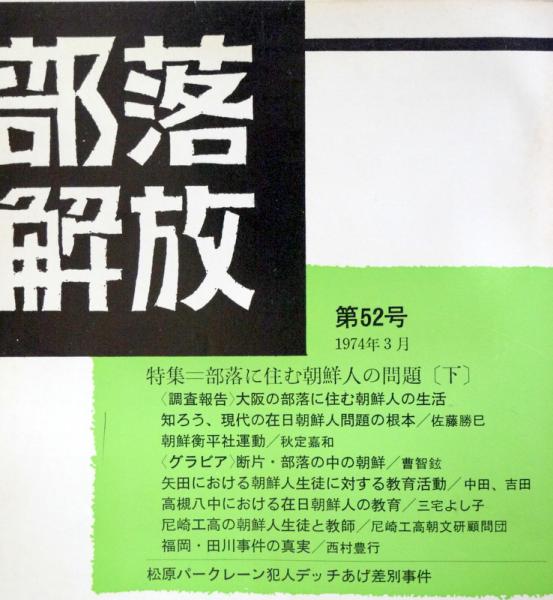 部落
解放
第52号
1974年3月
特集=部落に住む朝鮮人の問題〔下〕
〈調査報告〉大阪の部落に住む朝鮮人の生活
知ろう、現代の在日朝鮮人問題の根本/佐藤勝巳
朝鮮衡平社運動/秋定嘉和
〈グラビア〉断片・部落の中の朝鮮/曹智鉉
矢田における朝鮮人生徒に対する教育活動/中田、吉田
高槻八中における在日朝鮮人の教育/三宅よし子
尼崎工高の朝鮮人生徒と教師/尼崎工高朝文研顧問団
福岡・田川事件の真実/西村豊行
松原パークレーン犯人デッチあげ差別事件